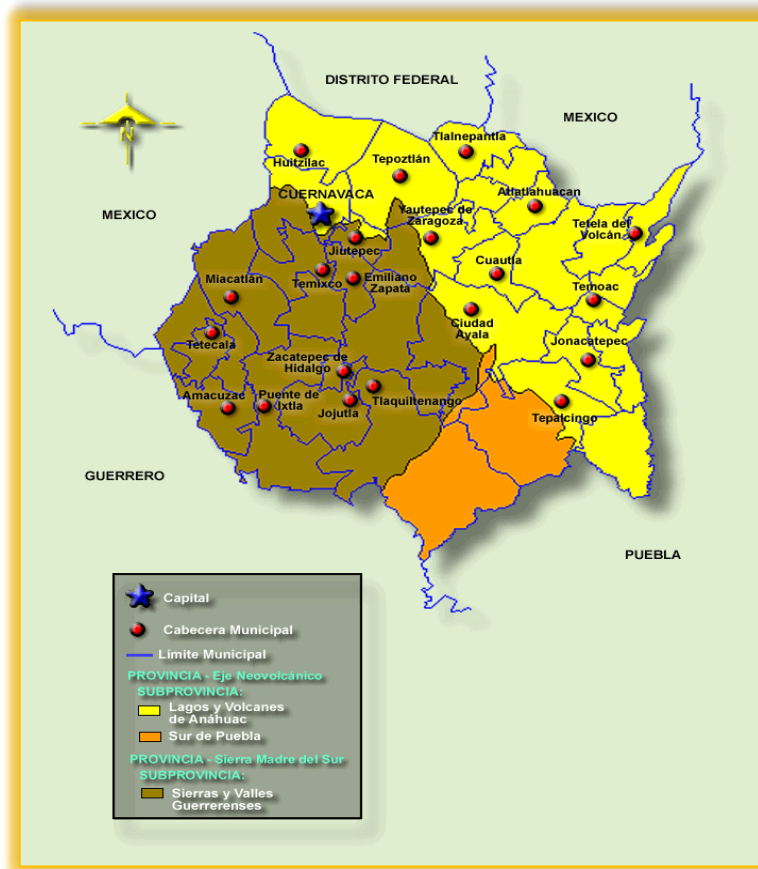 DISTRITO FEDERAL
MEXICO
N
Tlalnepantla
Huitzilac
Tepoztlán
CUERNAVACA
Atlatlahuacan
MEXICO
Yautepec de
Zaragoza
Tetela del
Volcán
Jiutepec
Cuautla
Miacatlán
Temixco
Emiliano
Zapata
Temoac
Ciudad
Ayala
Tetecala
Jonacatepec
Zacatepec de
Hidalgo
Amacuzac
Puente de
Ixtla
Jojutla
Tlaquiltenango
Tepalcingo
GUERRERO
PUEBLA
Capital
Cabecera Municipal
Límite Municipal
PROVINCIA - Eje Neovolcánico
SUBPROVINCIA:
Lagos y Volcanes
de Anáhuac
Sur de Puebla
PROVINCIA - Sierra Madre del Sur
SUBPROVINCIA:
Sierras y Valles
Guerrerenses